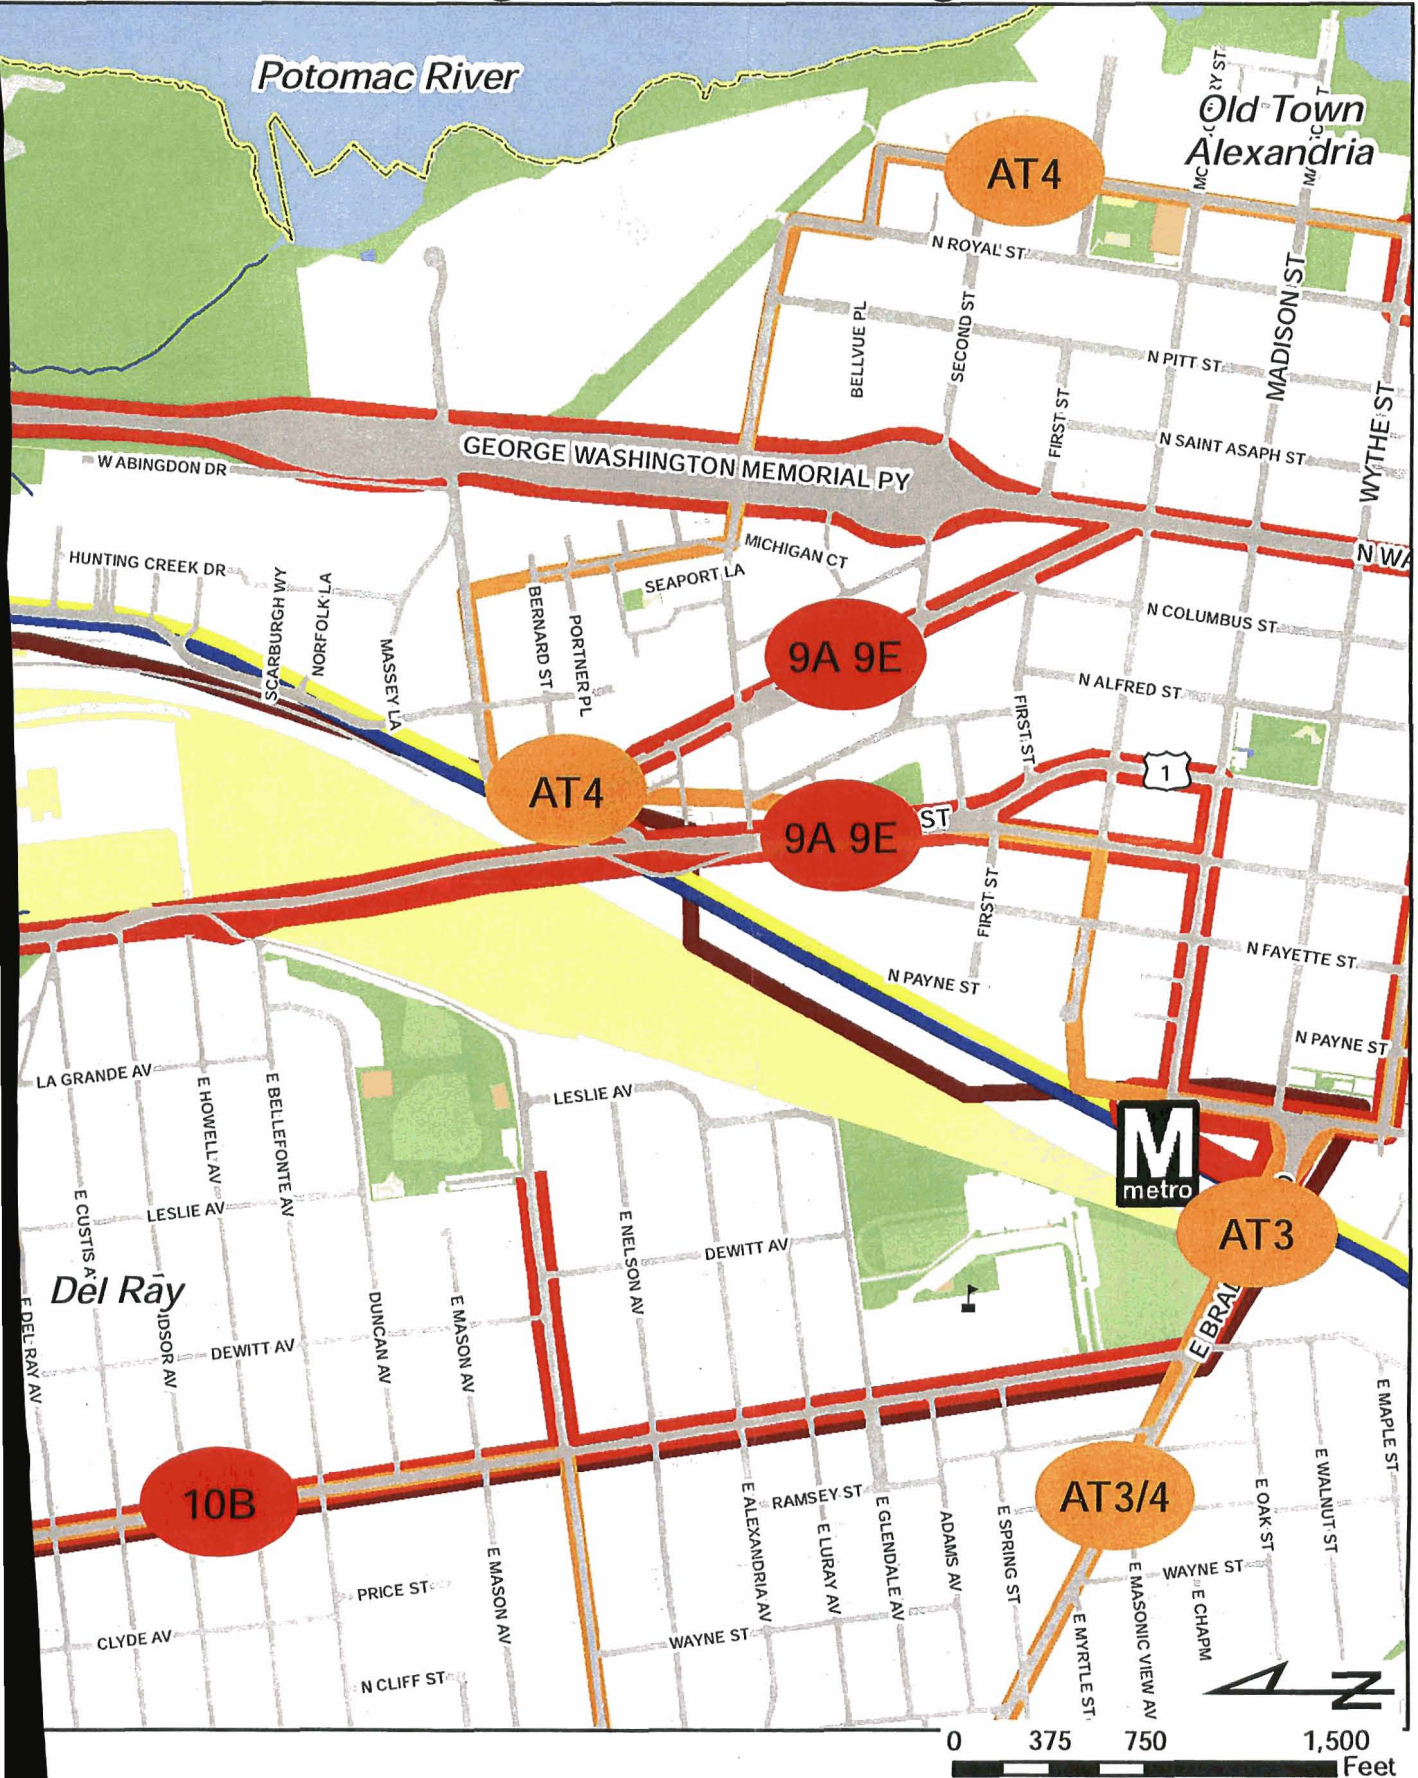 Potomac River
Old Town
Alexandria
AT4
N ROYAL ST
BELLVUE PL
SECOND ST
MADISON ST
N PITT ST
FIRST ST
WYTHE ST
N SAINT ASAPH ST
GEORGE WASHINGTON MEMORIAL PY
W ABINGDON DR
N WA
MICHIGAN CT
HUNTING CREEK DR
SEAPORT LA
SCARBURGH WY
NORFOLK LA
BERNARD ST
PORTNER PL
MASSEY LA
N COLUMBUS ST
9A 9E
N ALFRED ST
FIRST ST
1
AT4
9A 9E
ST
FIRST ST
N FAYETTE ST
N PAYNE ST
N PAYNE ST
LA GRANDE AV
E HOWELL AV
E BELLEFONTE AV
LESLIE AV
M
metro
E CUSTIS A
LESLIE AV
E NELSON AV
DEWITT AV
AT3
Del Ray
E DEL RAY AV
DUNCAN AV
E MASON AV
DEWITT AV
E BRAD
E MAPLE ST
E WALNUT ST
E OAK ST
10B
AT3/4
RAMSEY ST
E ALEXANDRIA AV
E LURAY AV
E GLENDALE AV
ADAMS AV
E SPRING ST
E MASON AV
PRICE ST
WAYNE ST
E MASONIC VIEW AV
E CHAPM
E MYRTLE ST
CLYDE AV
WAYNE ST
N CLIFF ST
N
0 375 750 1,500
Feet